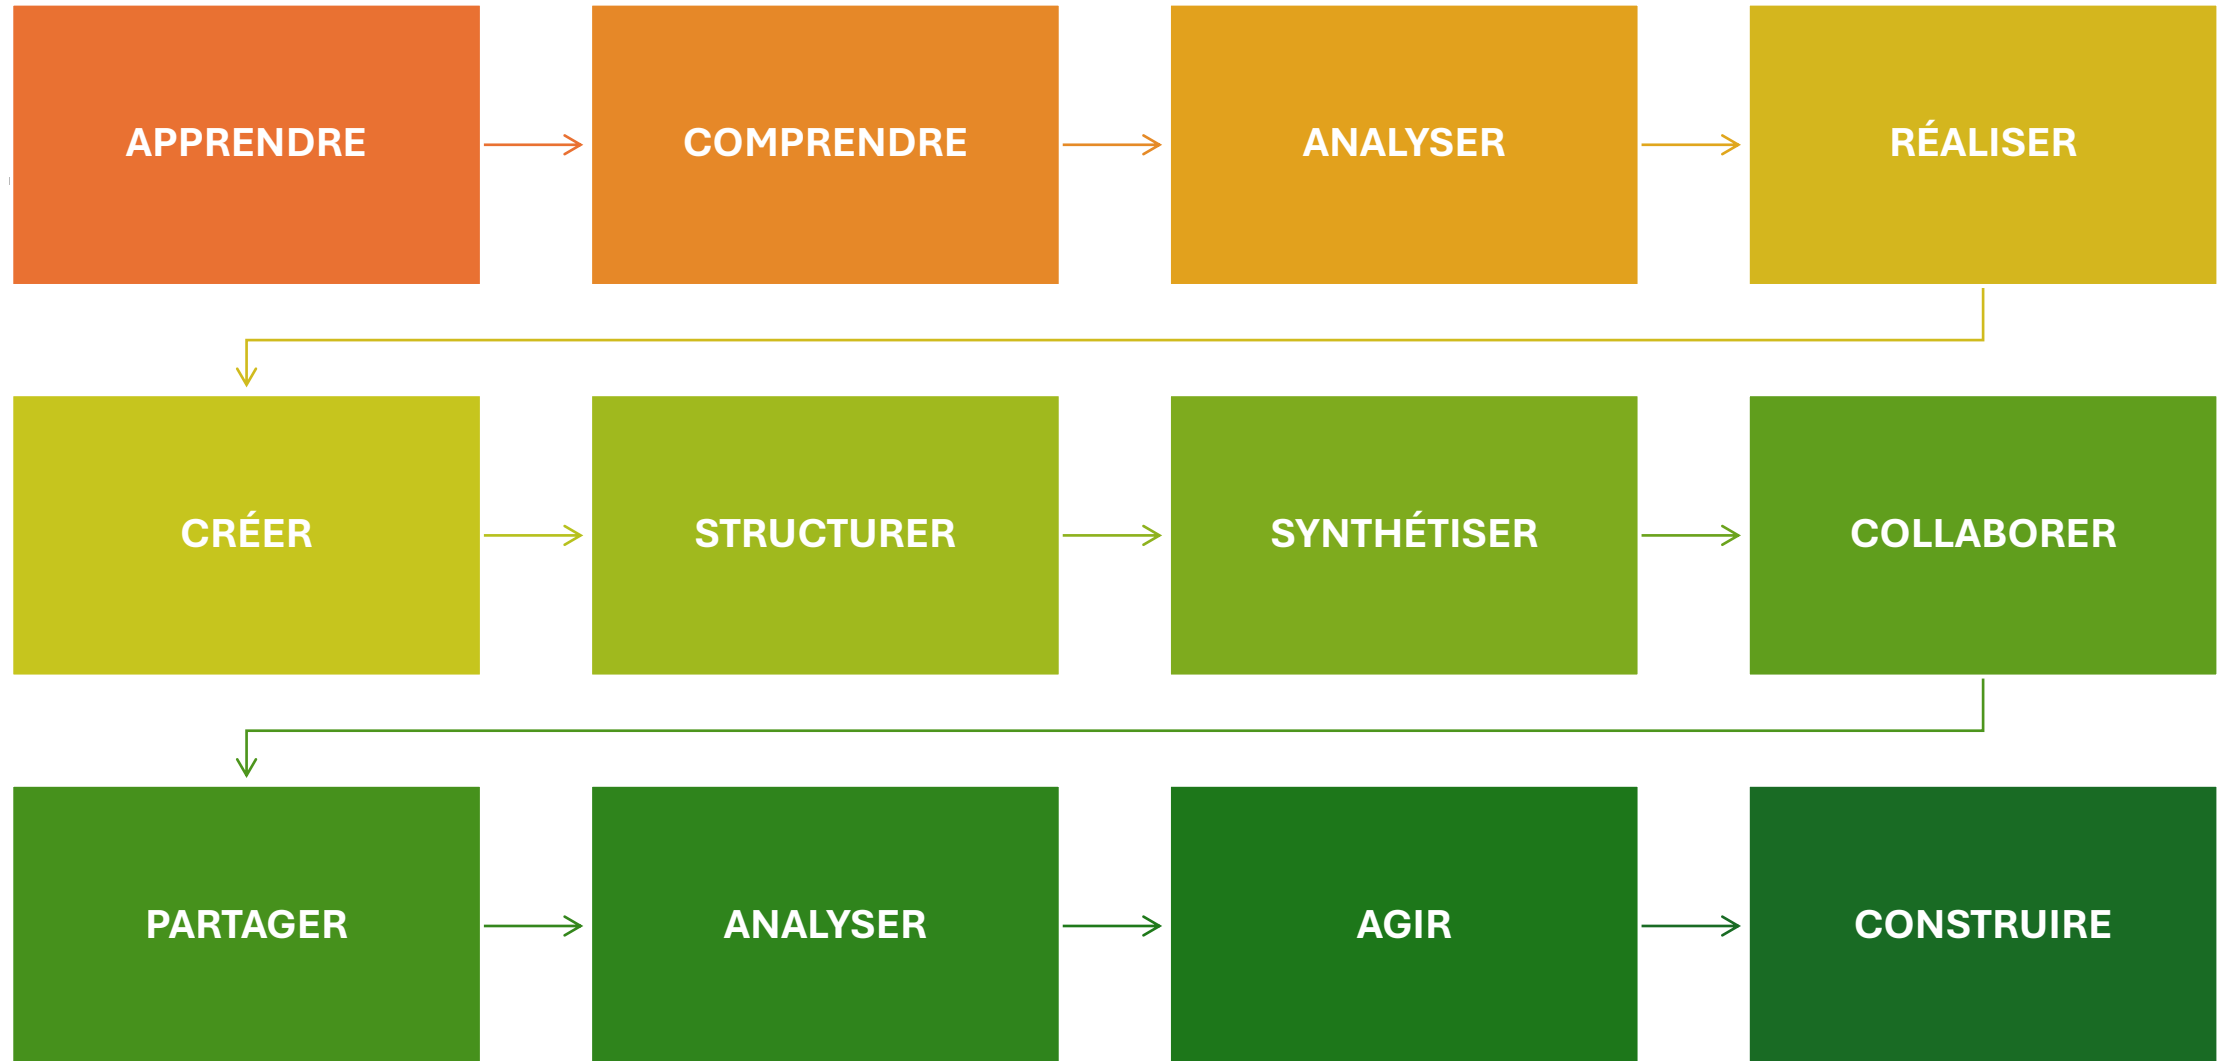 APPRENDRE
COMPRENDRE
ANALYSER
RÉALISER
CRÉER
STRUCTURER
SYNTHÉTISER
COLLABORER
PARTAGER
ANALYSER
AGIR
CONSTRUIRE